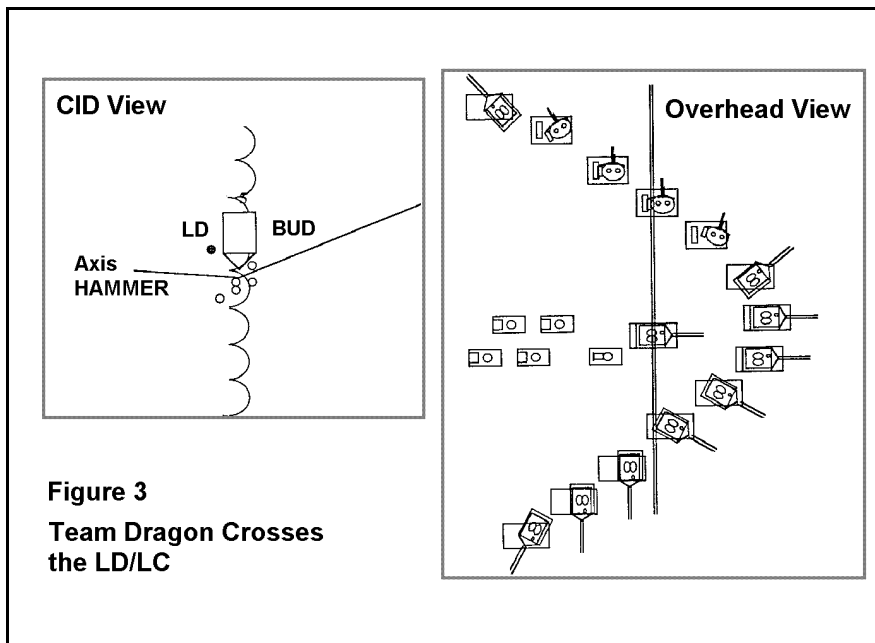 CID View
LD
BUD
Axis
HAMMER
Overhead View
Figure 3
Team Dragon Crosses
the LD/LC